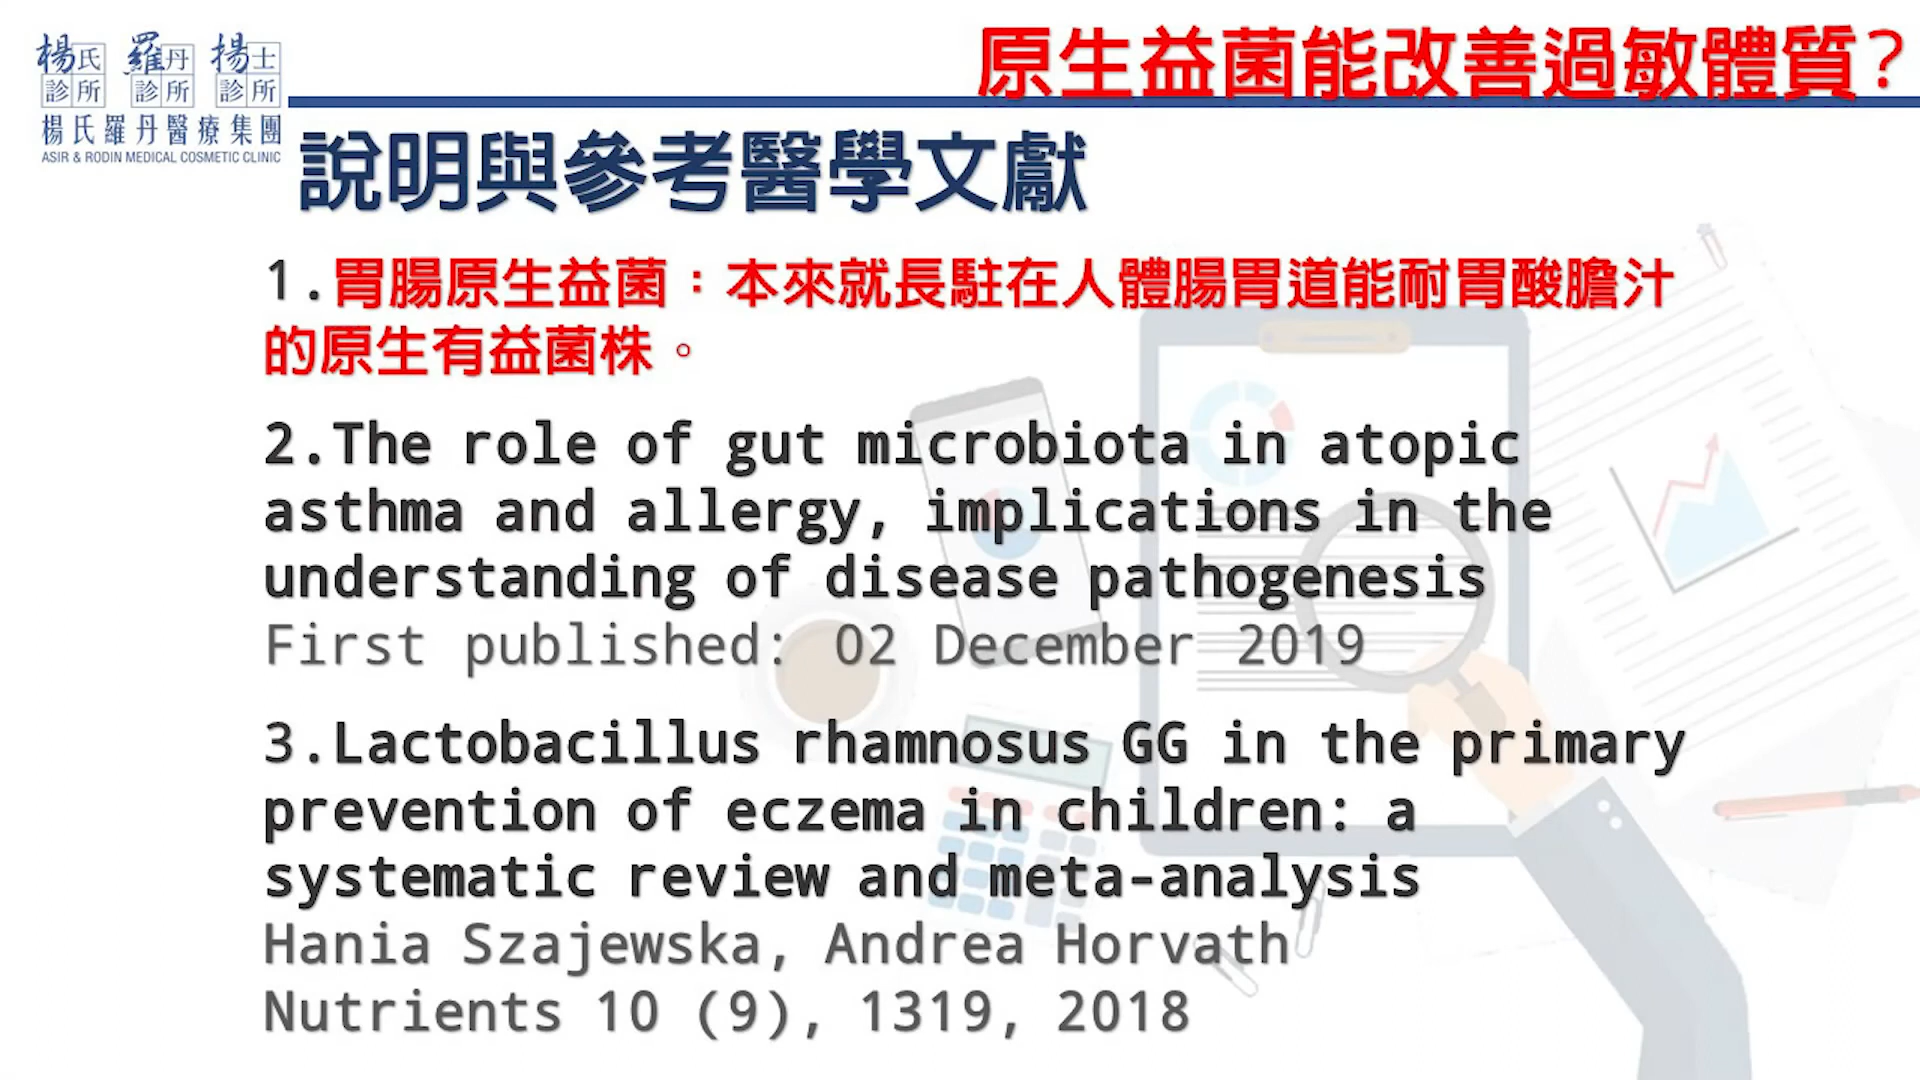 原生益菌能改善過敏體質?
楊氏診所 羅丹診所 揚士診所
楊氏羅丹醫療集團
ASIR & RODIN MEDICAL COSMETIC CLINIC
說明與參考醫學文獻
1.胃腸原生益菌：本來就長駐在人體腸胃道能耐胃酸膽汁
的原生有益菌株。
2.The role of gut microbiota in atopic
asthma and allergy, implications in the
understanding of disease pathogenesis
First published: 02 December 2019
3.Lactobacillus rhamnosus GG in the primary
prevention of eczema in children: a
systematic review and meta-analysis
Hania Szajewska, Andrea Horvath
Nutrients 10 (9), 1319, 2018